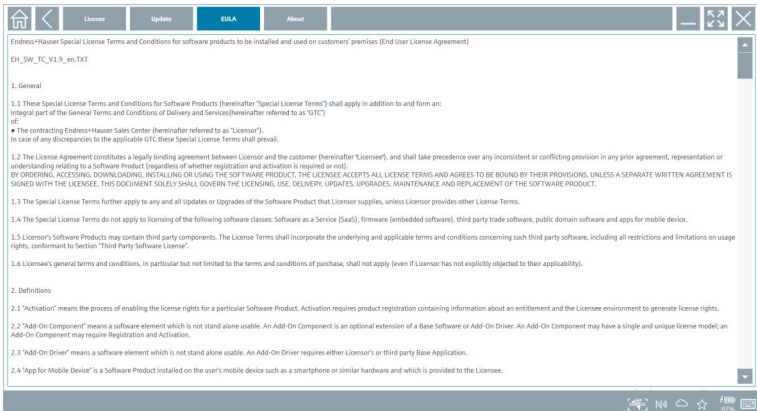 License
Update
EULA
About
Endress+Hauser Special License Terms and Conditions for software products to be installed and used on customers' premises (End User License Agreement)
EH_SW_TC_V1.9_en.TXT
1. General
1.1 These Special License Terms and Conditions for Software Products (hereinafter "Special License Terms") shall apply in addition to and form an:
Integral part of the General Terms and Conditions of Delivery and Services(hereinafter referred to as "GTC")
of:
▪ The contracting Endress+Hauser Sales Center (hereinafter referred to as "Licensor").
In case of any discrepancies to the applicable GTC these Special License Terms shall prevail.
1.2 The License Agreement constitutes a legally binding agreement between Licensor and the customer (hereinafter "Licensee"), and shall take precedence over any inconsistent or conflicting provision in any prior agreement, representation or
understanding relating to a Software Product (regardless of whether registration and activation is required or not).
BY ORDERING, ACCESSING, DOWNLOADING, INSTALLING OR USING THE SOFTWARE PRODUCT, THE LICENSEE ACCEPTS ALL LICENSE TERMS AND AGREES TO BE BOUND BY THEIR PROVISIONS. UNLESS A SEPARATE WRITTEN AGREEMENT IS
SIGNED WITH THE LICENSEE, THIS DOCUMENT SOLELY SHALL GOVERN THE LICENSING, USE, DELIVERY, UPDATES, UPGRADES, MAINTENANCE AND REPLACEMENT OF THE SOFTWARE PRODUCT.
1.3 The Special License Terms further apply to any and all Updates or Upgrades of the Software Product that Licensor supplies, unless Licensor provides other License Terms.
1.4 The Special License Terms do not apply to licensing of the following software classes: Software as a Service (SaaS), firmware (embedded software), third party trade software, public domain software and apps for mobile device.
1.5 Licensor's Software Products may contain third party components. The License Terms shall incorporate the underlying and applicable terms and conditions concerning such third party software, including all restrictions and limitations on usage
rights, conformant to Section "Third Party Software License".
1.6 Licensee's general terms and conditions, in particular but not limited to the terms and conditions of purchase, shall not apply (even if Licensor has not explicitly objected to their applicability).
2. Definitions
2.1 "Activation" means the process of enabling the license rights for a particular Software Product. Activation requires product registration containing information about an entitlement and the Licensee environment to generate license rights.
2.2 "Add-On Component" means a software element which is not stand alone usable. An Add-On Component is an optional extension of a Base Software or Add-On Driver. An Add-On Component may have a single and unique license model; an
Add-On Component may require Registration and Activation.
2.3 "Add-On Driver" means a software element which is not stand alone usable. An Add-On Driver requires either Licensor's or third party Base Application.
2.4 "App for Mobile Device" is a Software Product installed on the user's mobile device such as a smartphone or similar hardware and which is provided to the Licensee.
97%